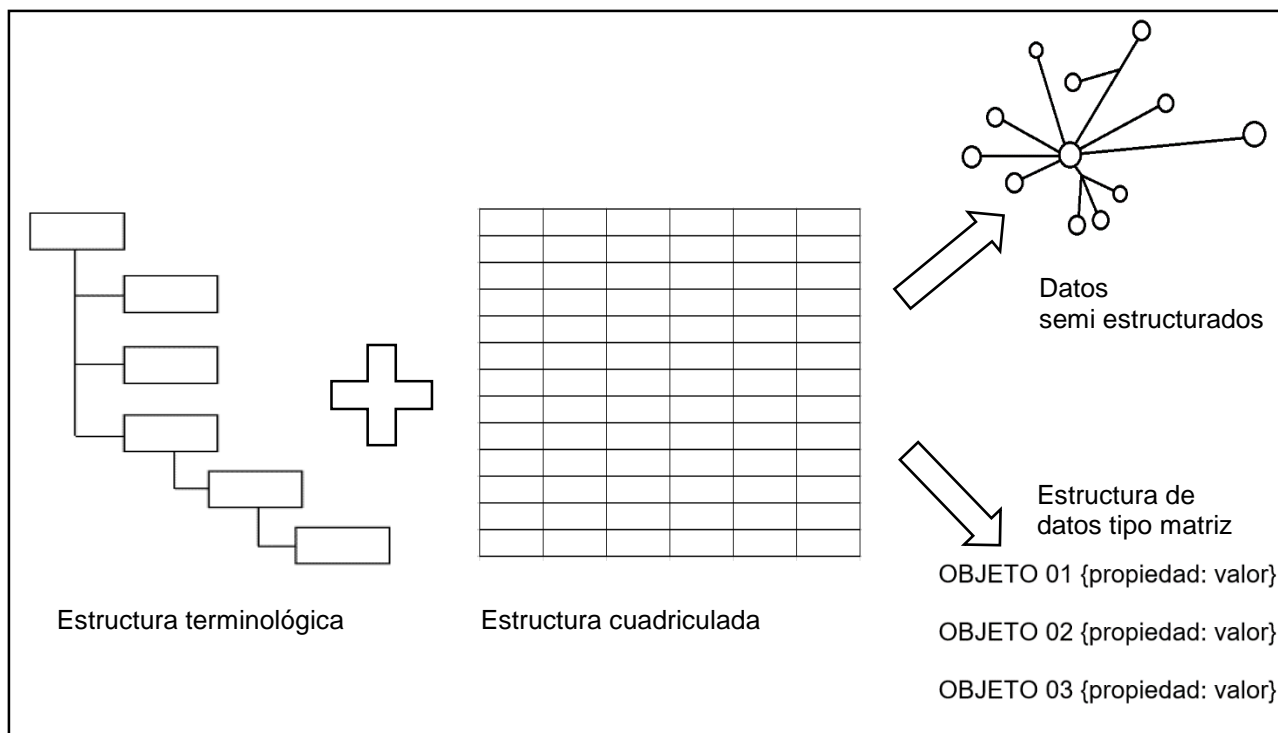 Datos
semi estructurados
Estructura de
datos tipo matriz
OBJETO 01 {propiedad: valor}
OBJETO 02 {propiedad: valor}
OBJETO 03 {propiedad: valor}
Estructura terminológica
Estructura cuadriculada